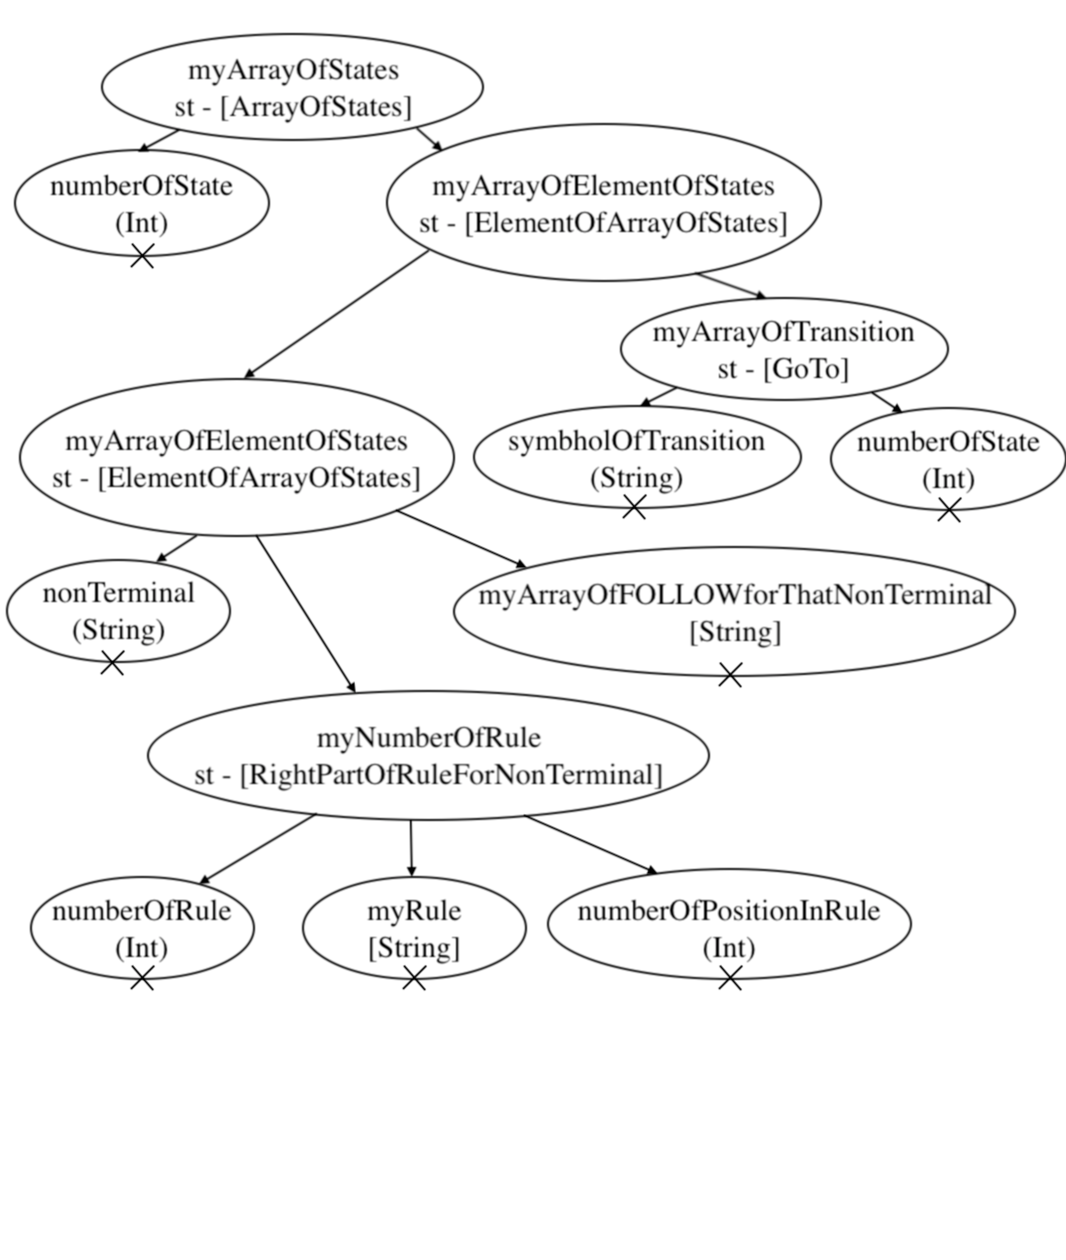 myArrayOfStates
st - [ArrayOfStates]
numberOfState
(Int)
myArrayOfElementOfStates
st - [ElementOfArrayOfStates]
myArrayOfTransition
st - [GoTo]
myArrayOfElementOfStates
st - [ElementOfArrayOfStates]
symbholOfTransition
(String)
numberOfState
(Int)
nonTerminal
(String)
myArrayOfFOLLOWforThatNonTerminal
[String]
myNumberOfRule
st - [RightPartOfRuleForNonTerminal]
numberOfRule
(Int)
myRule
[String]
numberOfPositionInRule
(Int)